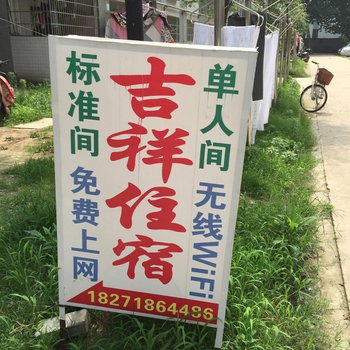 吉祥住宿
标准间 免费上网
单人间 无线WiFi
18271864486